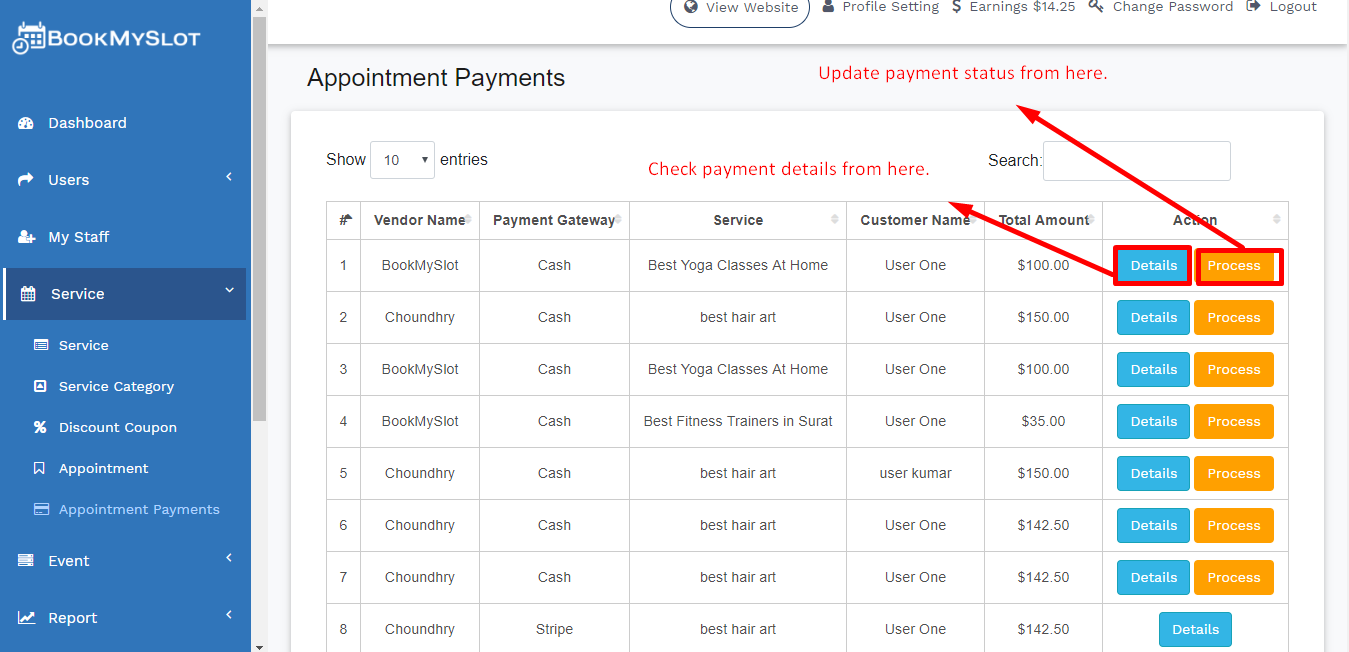 View Website Profile Setting $ Earnings $14.25 Change Password Logout
BOOKMYSLOT
Appointment Payments
Update payment status from here.
Dashboard
Users
My Staff
Service
Service
Service Category
Discount Coupon
Appointment
Appointment Payments
Event
Report
Show 10 entries
Search:
Check payment details from here.
# Vendor Name Payment Gateway Service Customer Name Total Amount Action
1 BookMySlot Cash Best Yoga Classes At Home User One $100.00 Details Process
2 Choundhry Cash best hair art User One $150.00 Details Process
3 BookMySlot Cash Best Yoga Classes At Home User One $100.00 Details Process
4 BookMySlot Cash Best Fitness Trainers in Surat User One $35.00 Details Process
5 Choundhry Cash best hair art user kumar $150.00 Details Process
6 Choundhry Cash best hair art User One $142.50 Details Process
7 Choundhry Cash best hair art User One $142.50 Details Process
8 Choundhry Stripe best hair art User One $142.50 Details